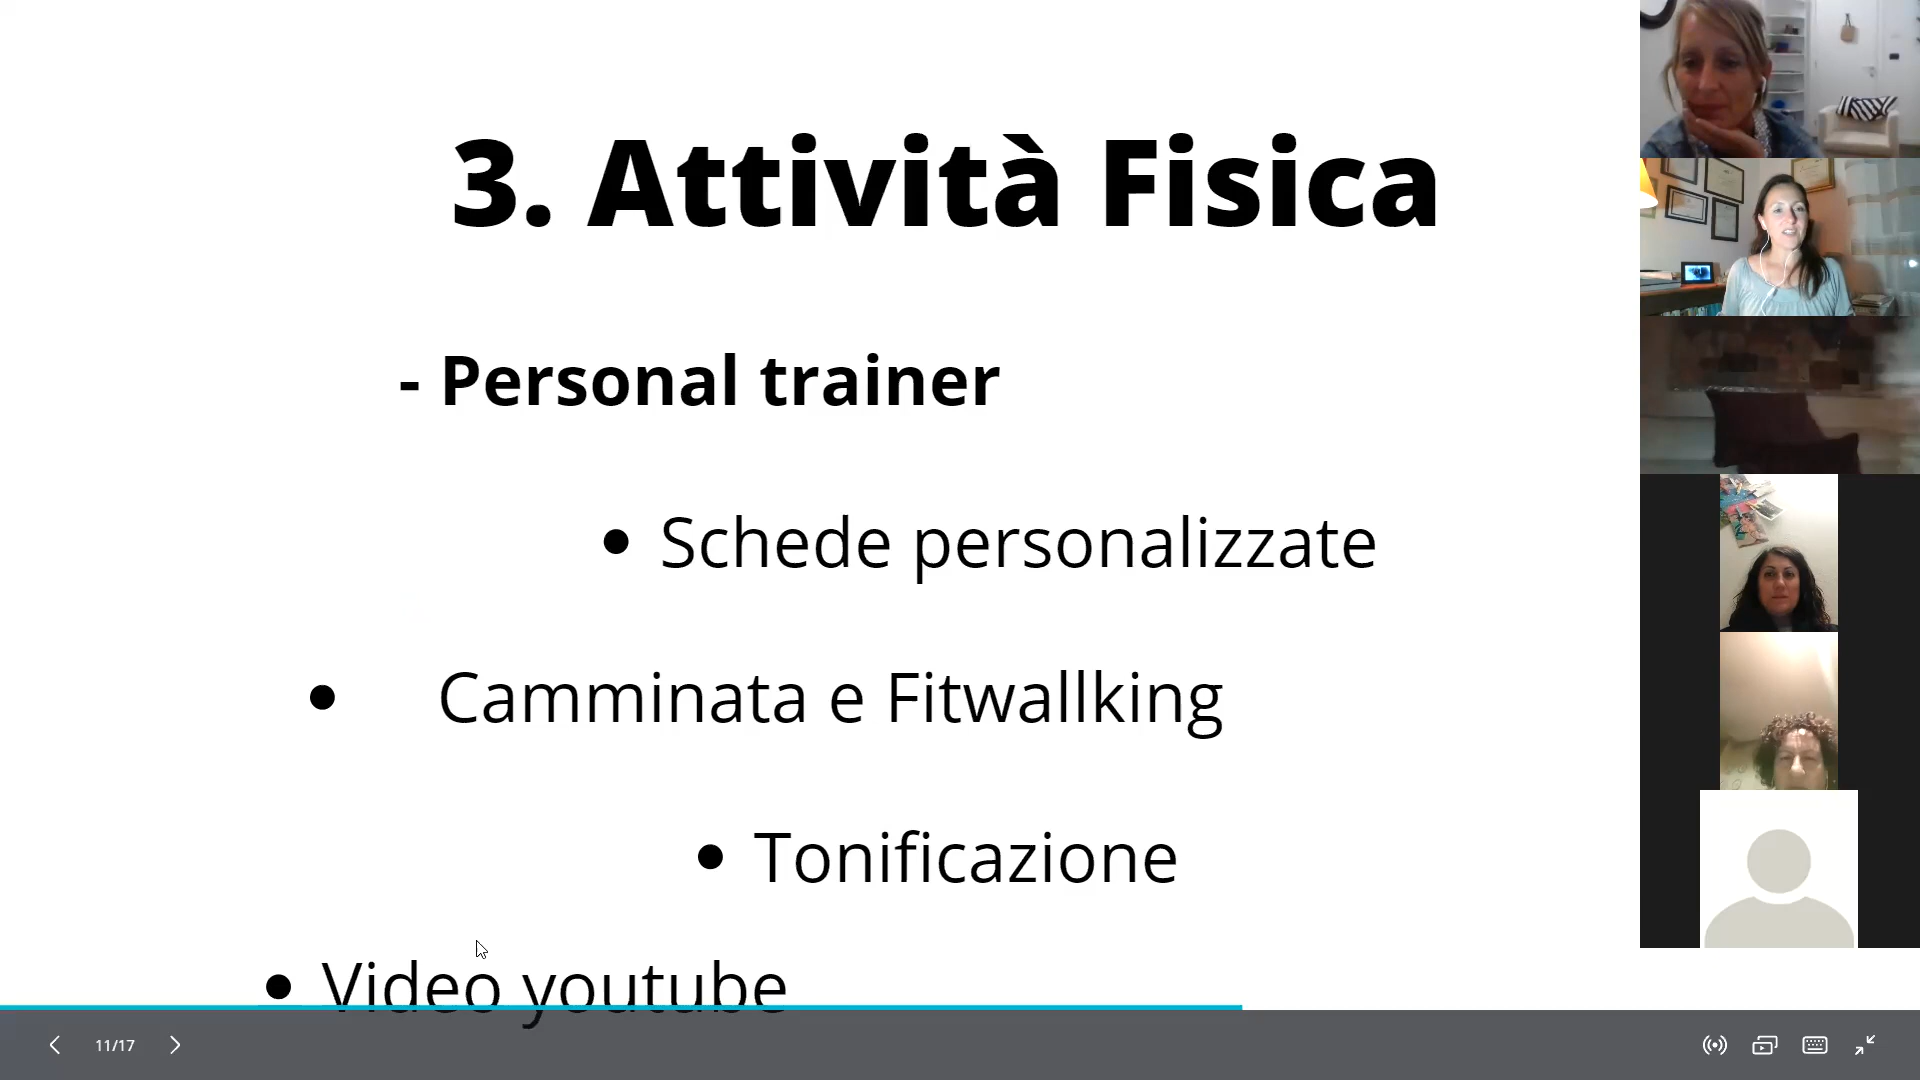 3. Attività Fisica
- Personal trainer
• Schede personalizzate
• Camminata e Fitwallking
• Tonificazione
• Video youtube
11/17